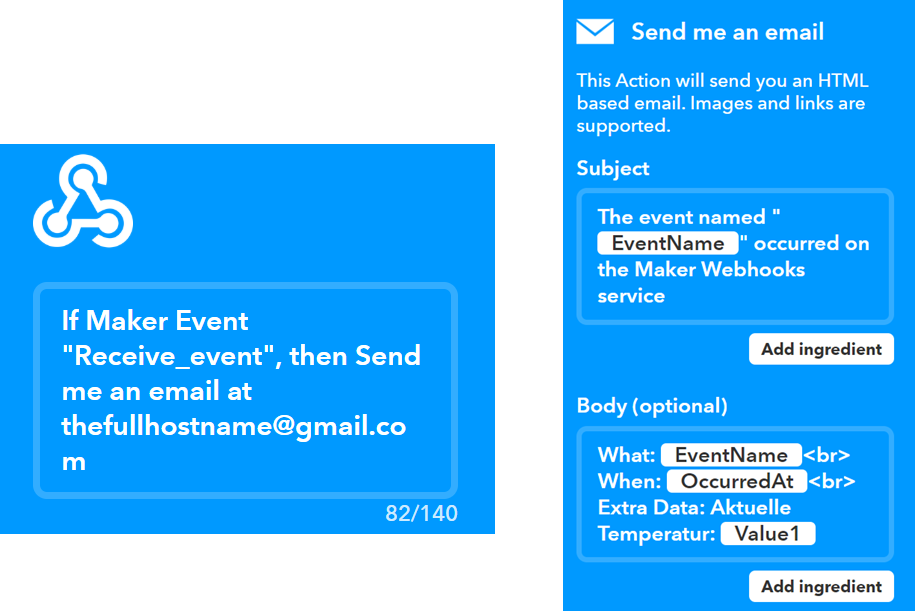 If Maker Event
"Receive_event", then Send
me an email at
thefullhostname@gmail.co
m
82/140
Send me an email
This Action will send you an HTML
based email. Images and links are
supported.
Subject
The event named "
EventName" occurred on
the Maker Webhooks
service
Add ingredient
Body (optional)
What: EventName<br>
When: OccurredAt<br>
Extra Data: Aktuelle
Temperatur: Value1
Add ingredient